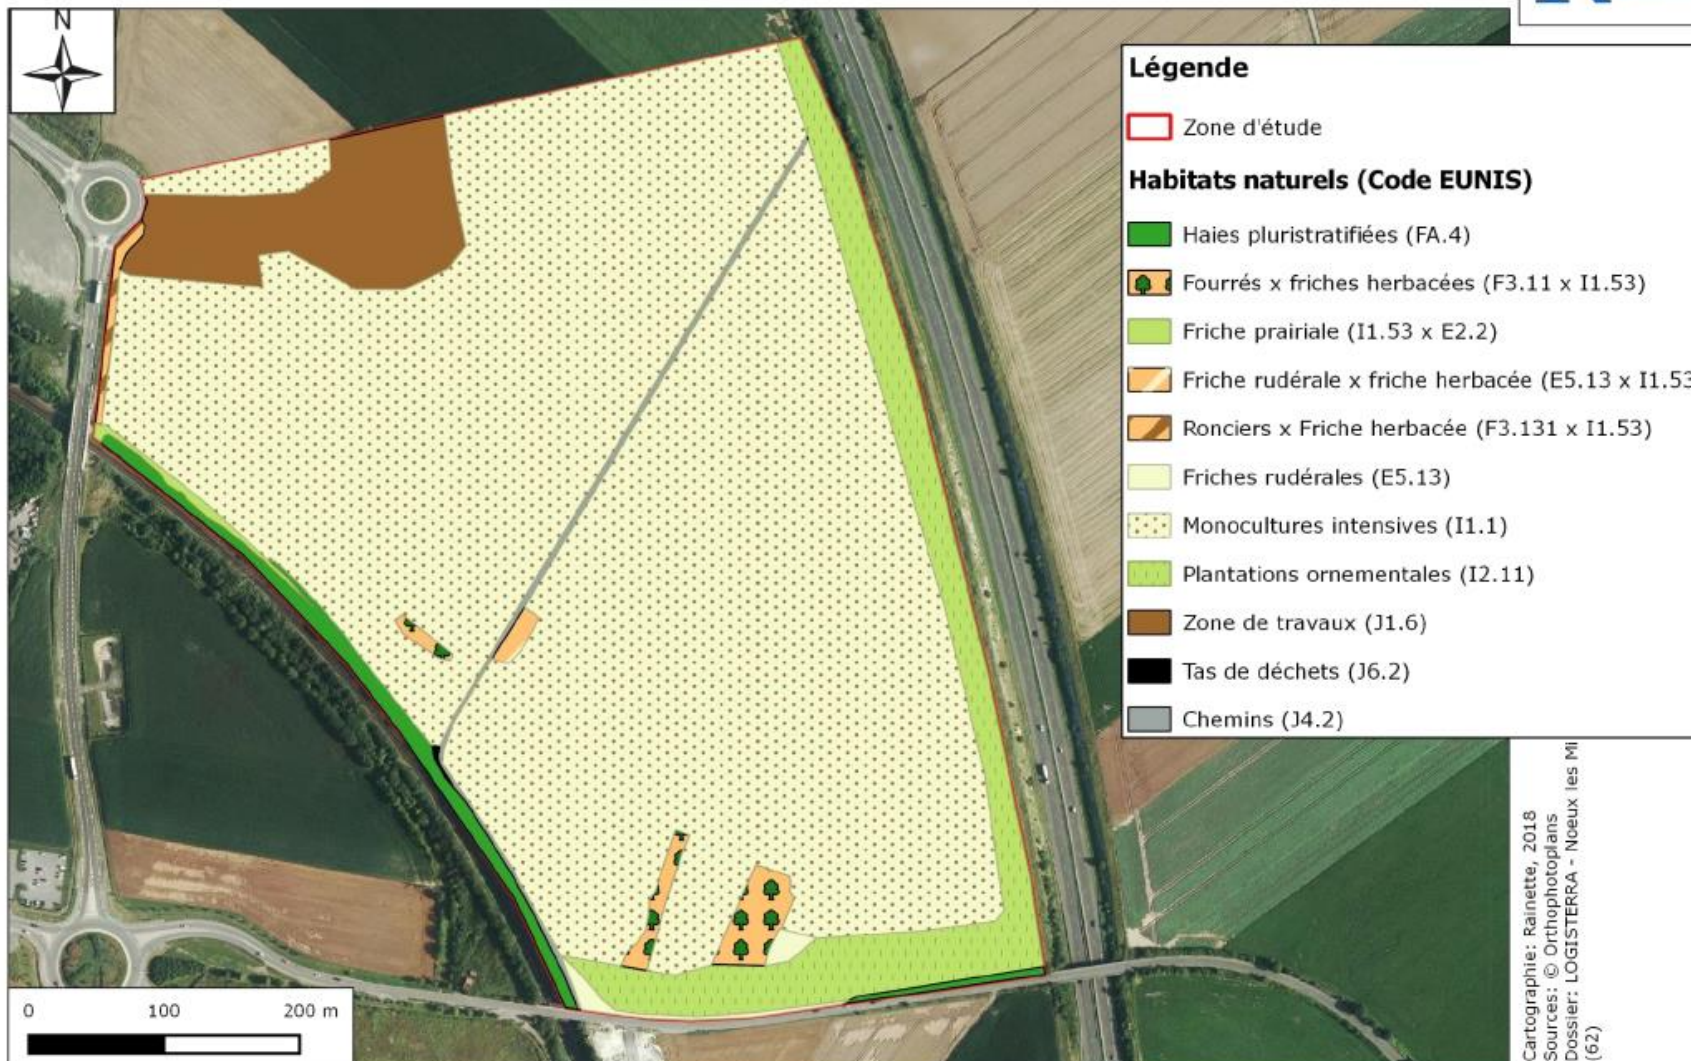 N
Légende
Zone d'étude
Habitats naturels (Code EUNIS)
Haies pluristratifiées (FA.4)
Fourrés x friches herbacées (F3.11 x I1.53)
Friche prairiale (I1.53 x E2.2)
Friche rudérale x friche herbacée (E5.13 x I1.53
Ronciers x Friche herbacée (F3.131 x I1.53)
Friches rudérales (E5.13)
Monocultures intensives (I1.1)
Plantations ornementales (I2.11)
Zone de travaux (J1.6)
Tas de déchets (J6.2)
Chemins (J4.2)
0 100 200 m
Cartographie: Rainette, 2018
Sources: © Orthophotoplans
Dossier: LOGISTERRA - Noeux les Mi
(62)